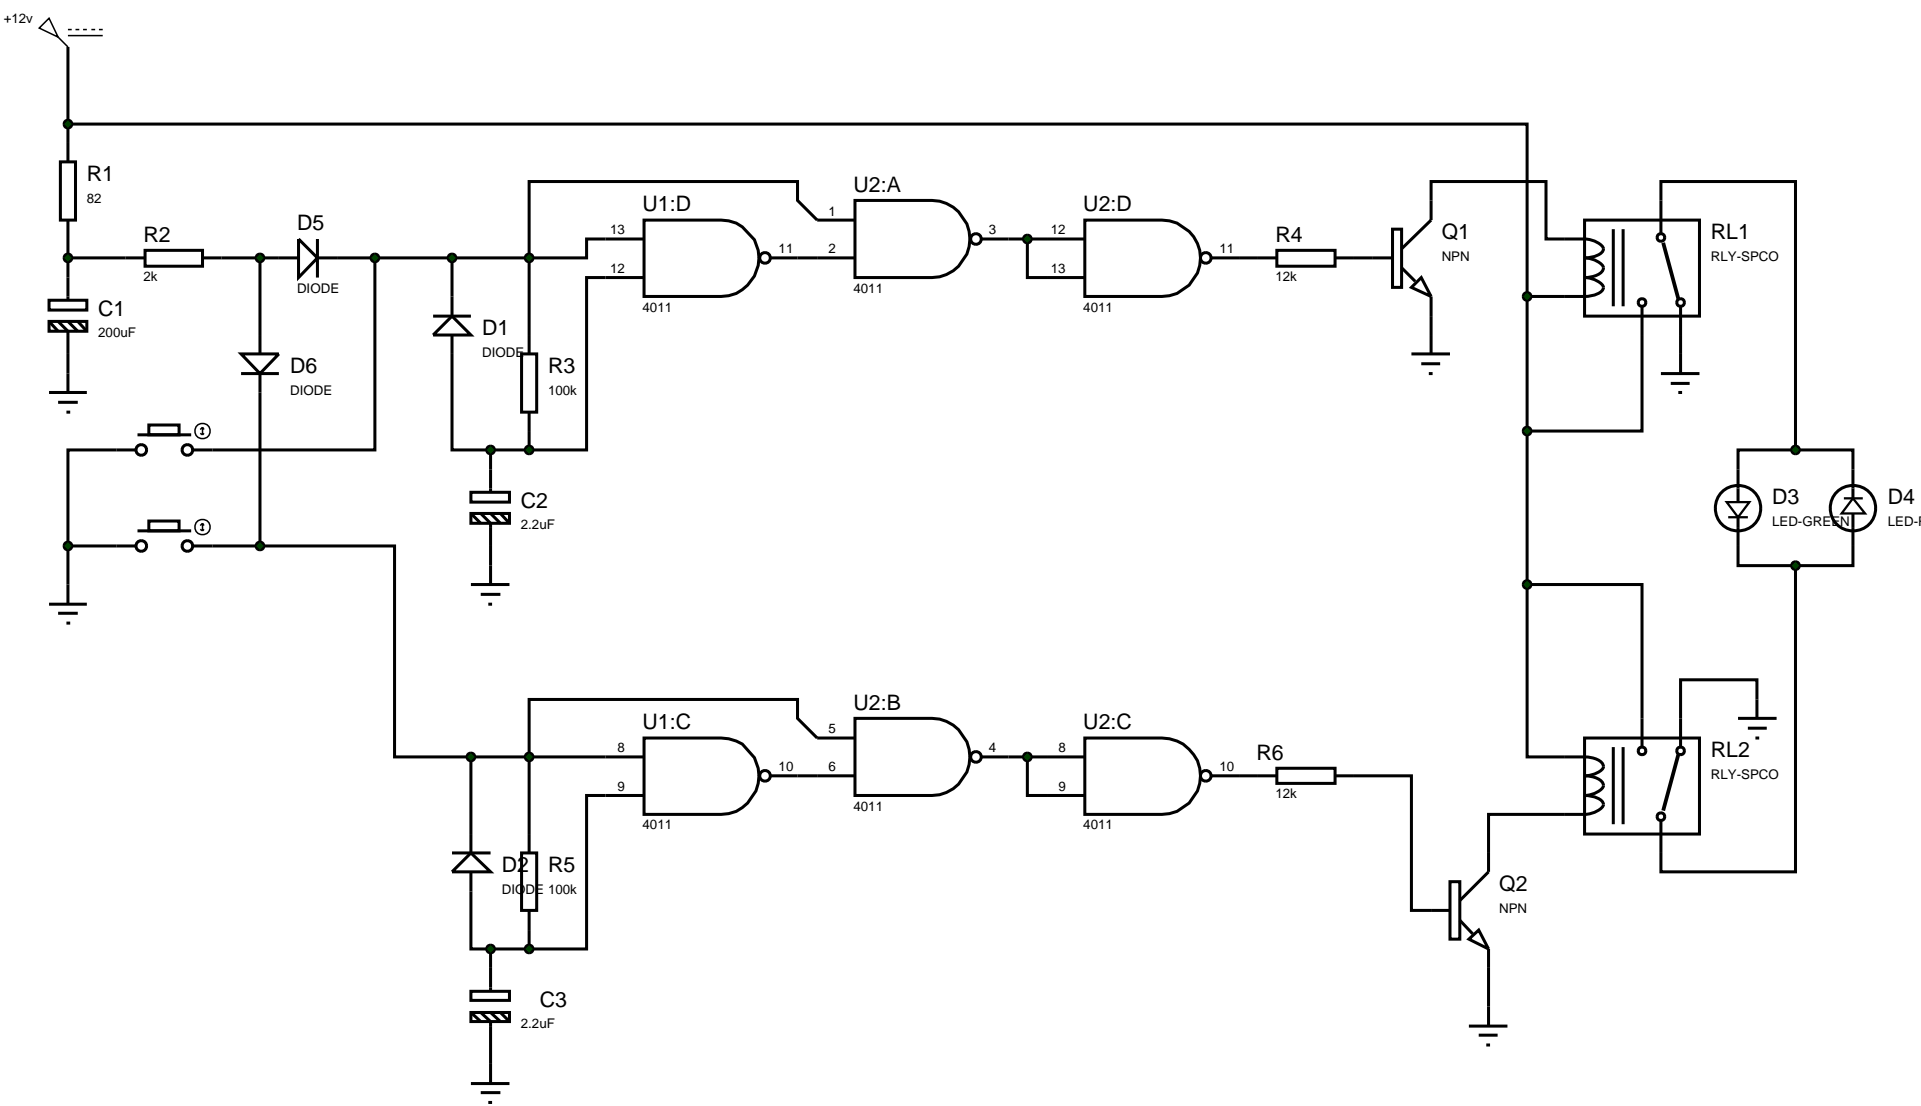 +12v
R1
82
R2
2k
D5
DIODE
C1
200uF
D6
DIODE
D1
DIODE
R3
100k
C2
2.2uF
U1:D
13
12
11
4011
U2:A
1
2
3
4011
U2:D
12
13
11
4011
R4
12k
Q1
NPN
RL1
RLY-SPCO
D3
LED-GREEN
D4
U1:C
8
9
10
4011
U2:B
5
6
4
4011
U2:C
8
9
10
4011
R6
12k
D2
DIODE
R5
100k
C3
2.2uF
Q2
NPN
RL2
RLY-SPCO